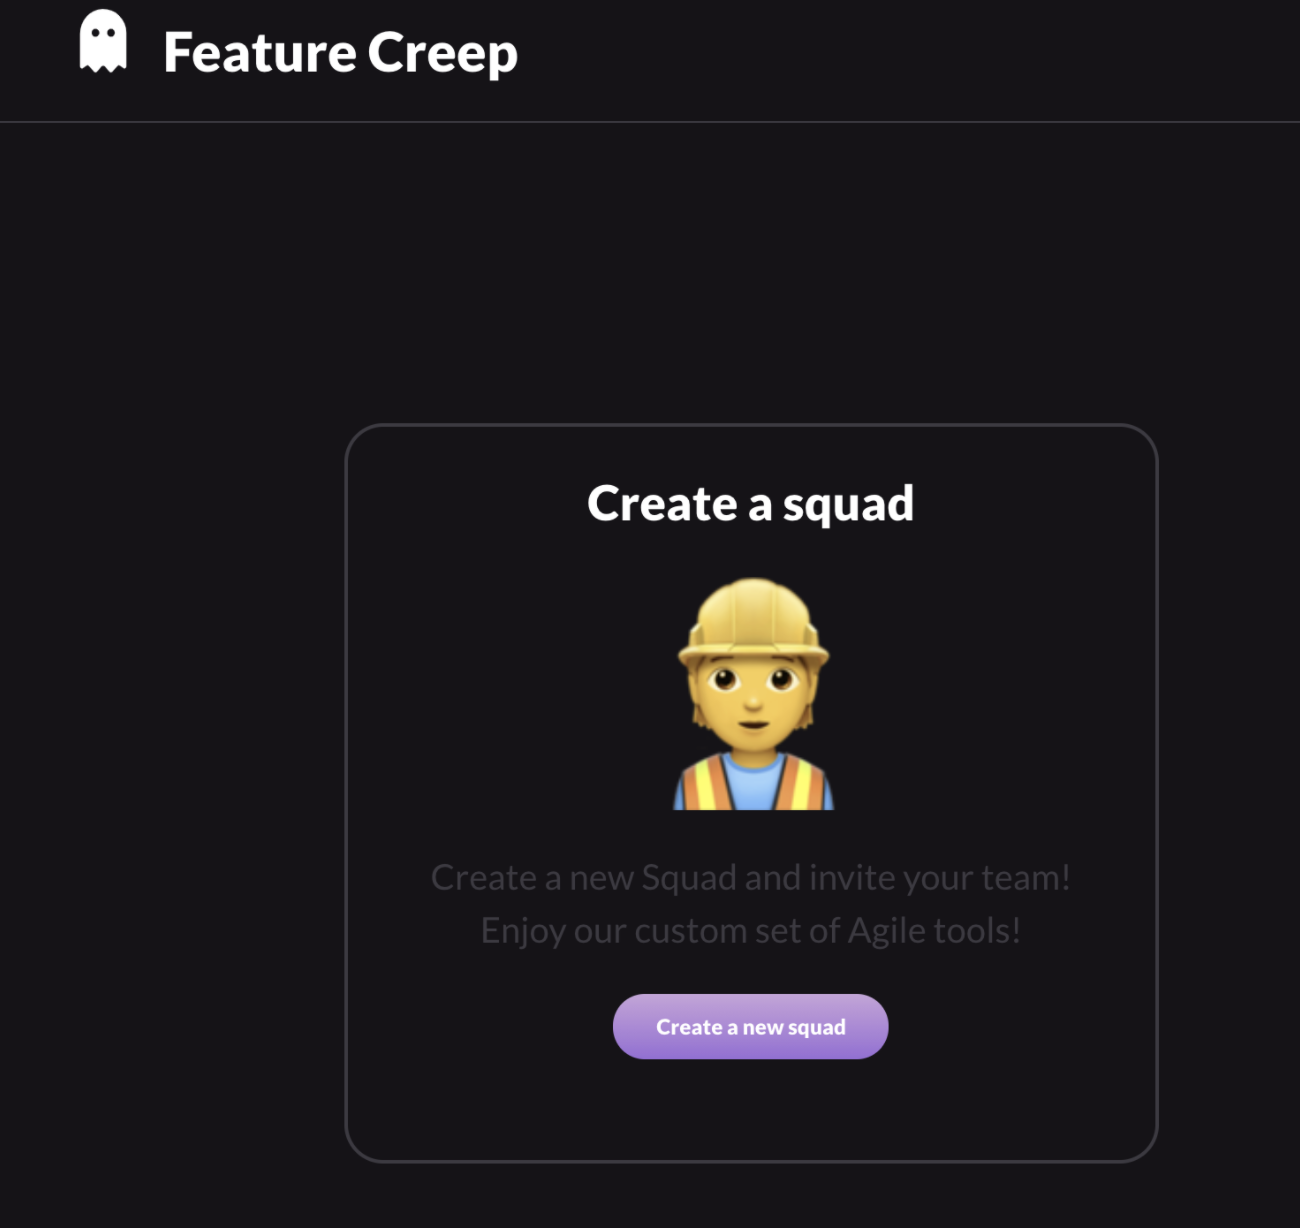 Feature Creep
Create a squad
Create a new Squad and invite your team!
Enjoy our custom set of Agile tools!
Create a new squad